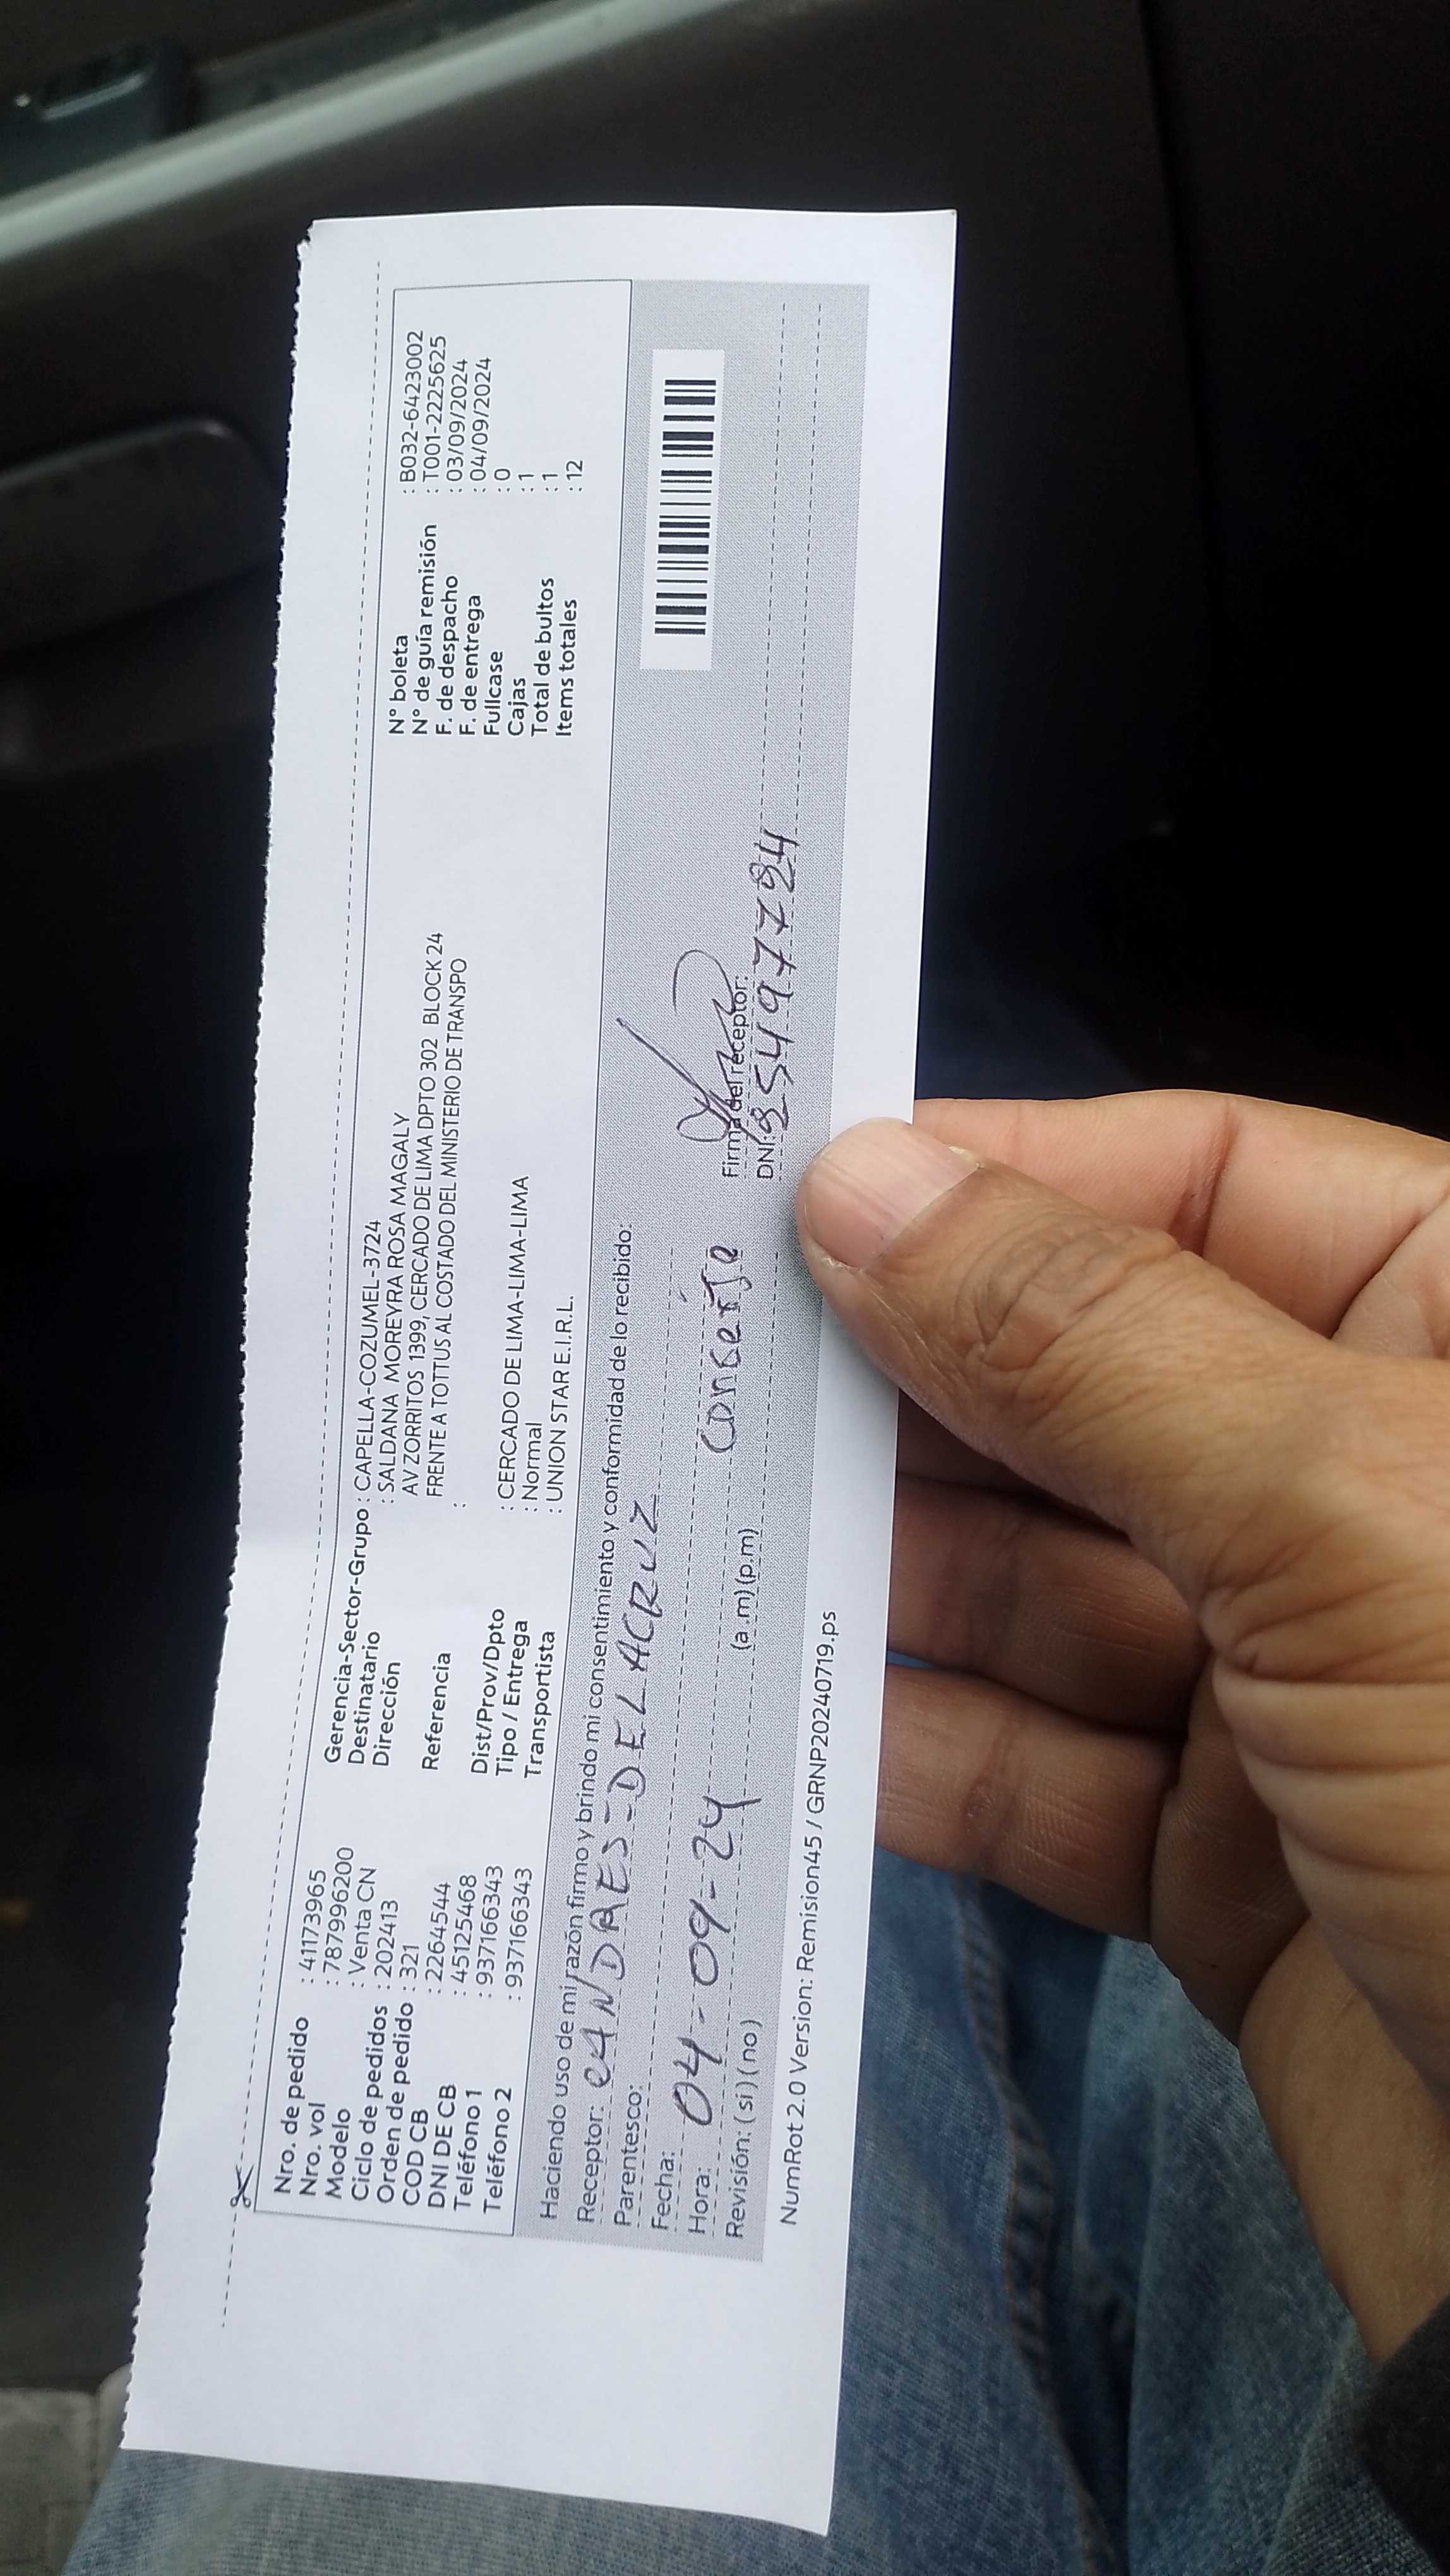 Nro. de pedido : 41173965
Nro. vol : 7879996200
Modelo : Venta CN
Ciclo de pedidos : 202413
Orden de pedido : 321
COD CB : 2264544
DNI DE CB : 45125468
Teléfono 1 : 937166343
Teléfono 2 : 937166343
Gerencia-Sector-Grupo : CAPELLA-COZUMEL-3724
Destinatario : SALDANA MOREYRA ROSA MAGALY
Dirección AV ZORRITOS 1399, CERCADO DE LIMA DPTO 302 BLOCK 24
FRENTE A TOTTUS AL COSTADO DEL MINISTERIO DE TRANSPO
Referencia :
Dist/Prov/Dpto : CERCADO DE LIMA-LIMA-LIMA
Tipo / Entrega : Normal
Transportista : UNION STAR E.I.R.L.
N° boleta : B032-6423002
N° de guía remisión : T001-2225625
F. de despacho : 03/09/2024
F. de entrega : 04/09/2024
Fullcase : 0
Cajas : 1
Total de bultos : 1
Items totales : 12
Haciendo uso de mi razón firmo y brindo mi consentimiento y conformidad de lo recibido:
Receptor: DELACRUZ
Parentesco:
Fecha: 04-09-24 Conserje
Hora: (a .m) (p.m) Firma del receptor:
Revisión: ( si ) ( no ) DNI:
NumRot 2.0 Version: Remision45 / GRNP20240719.ps